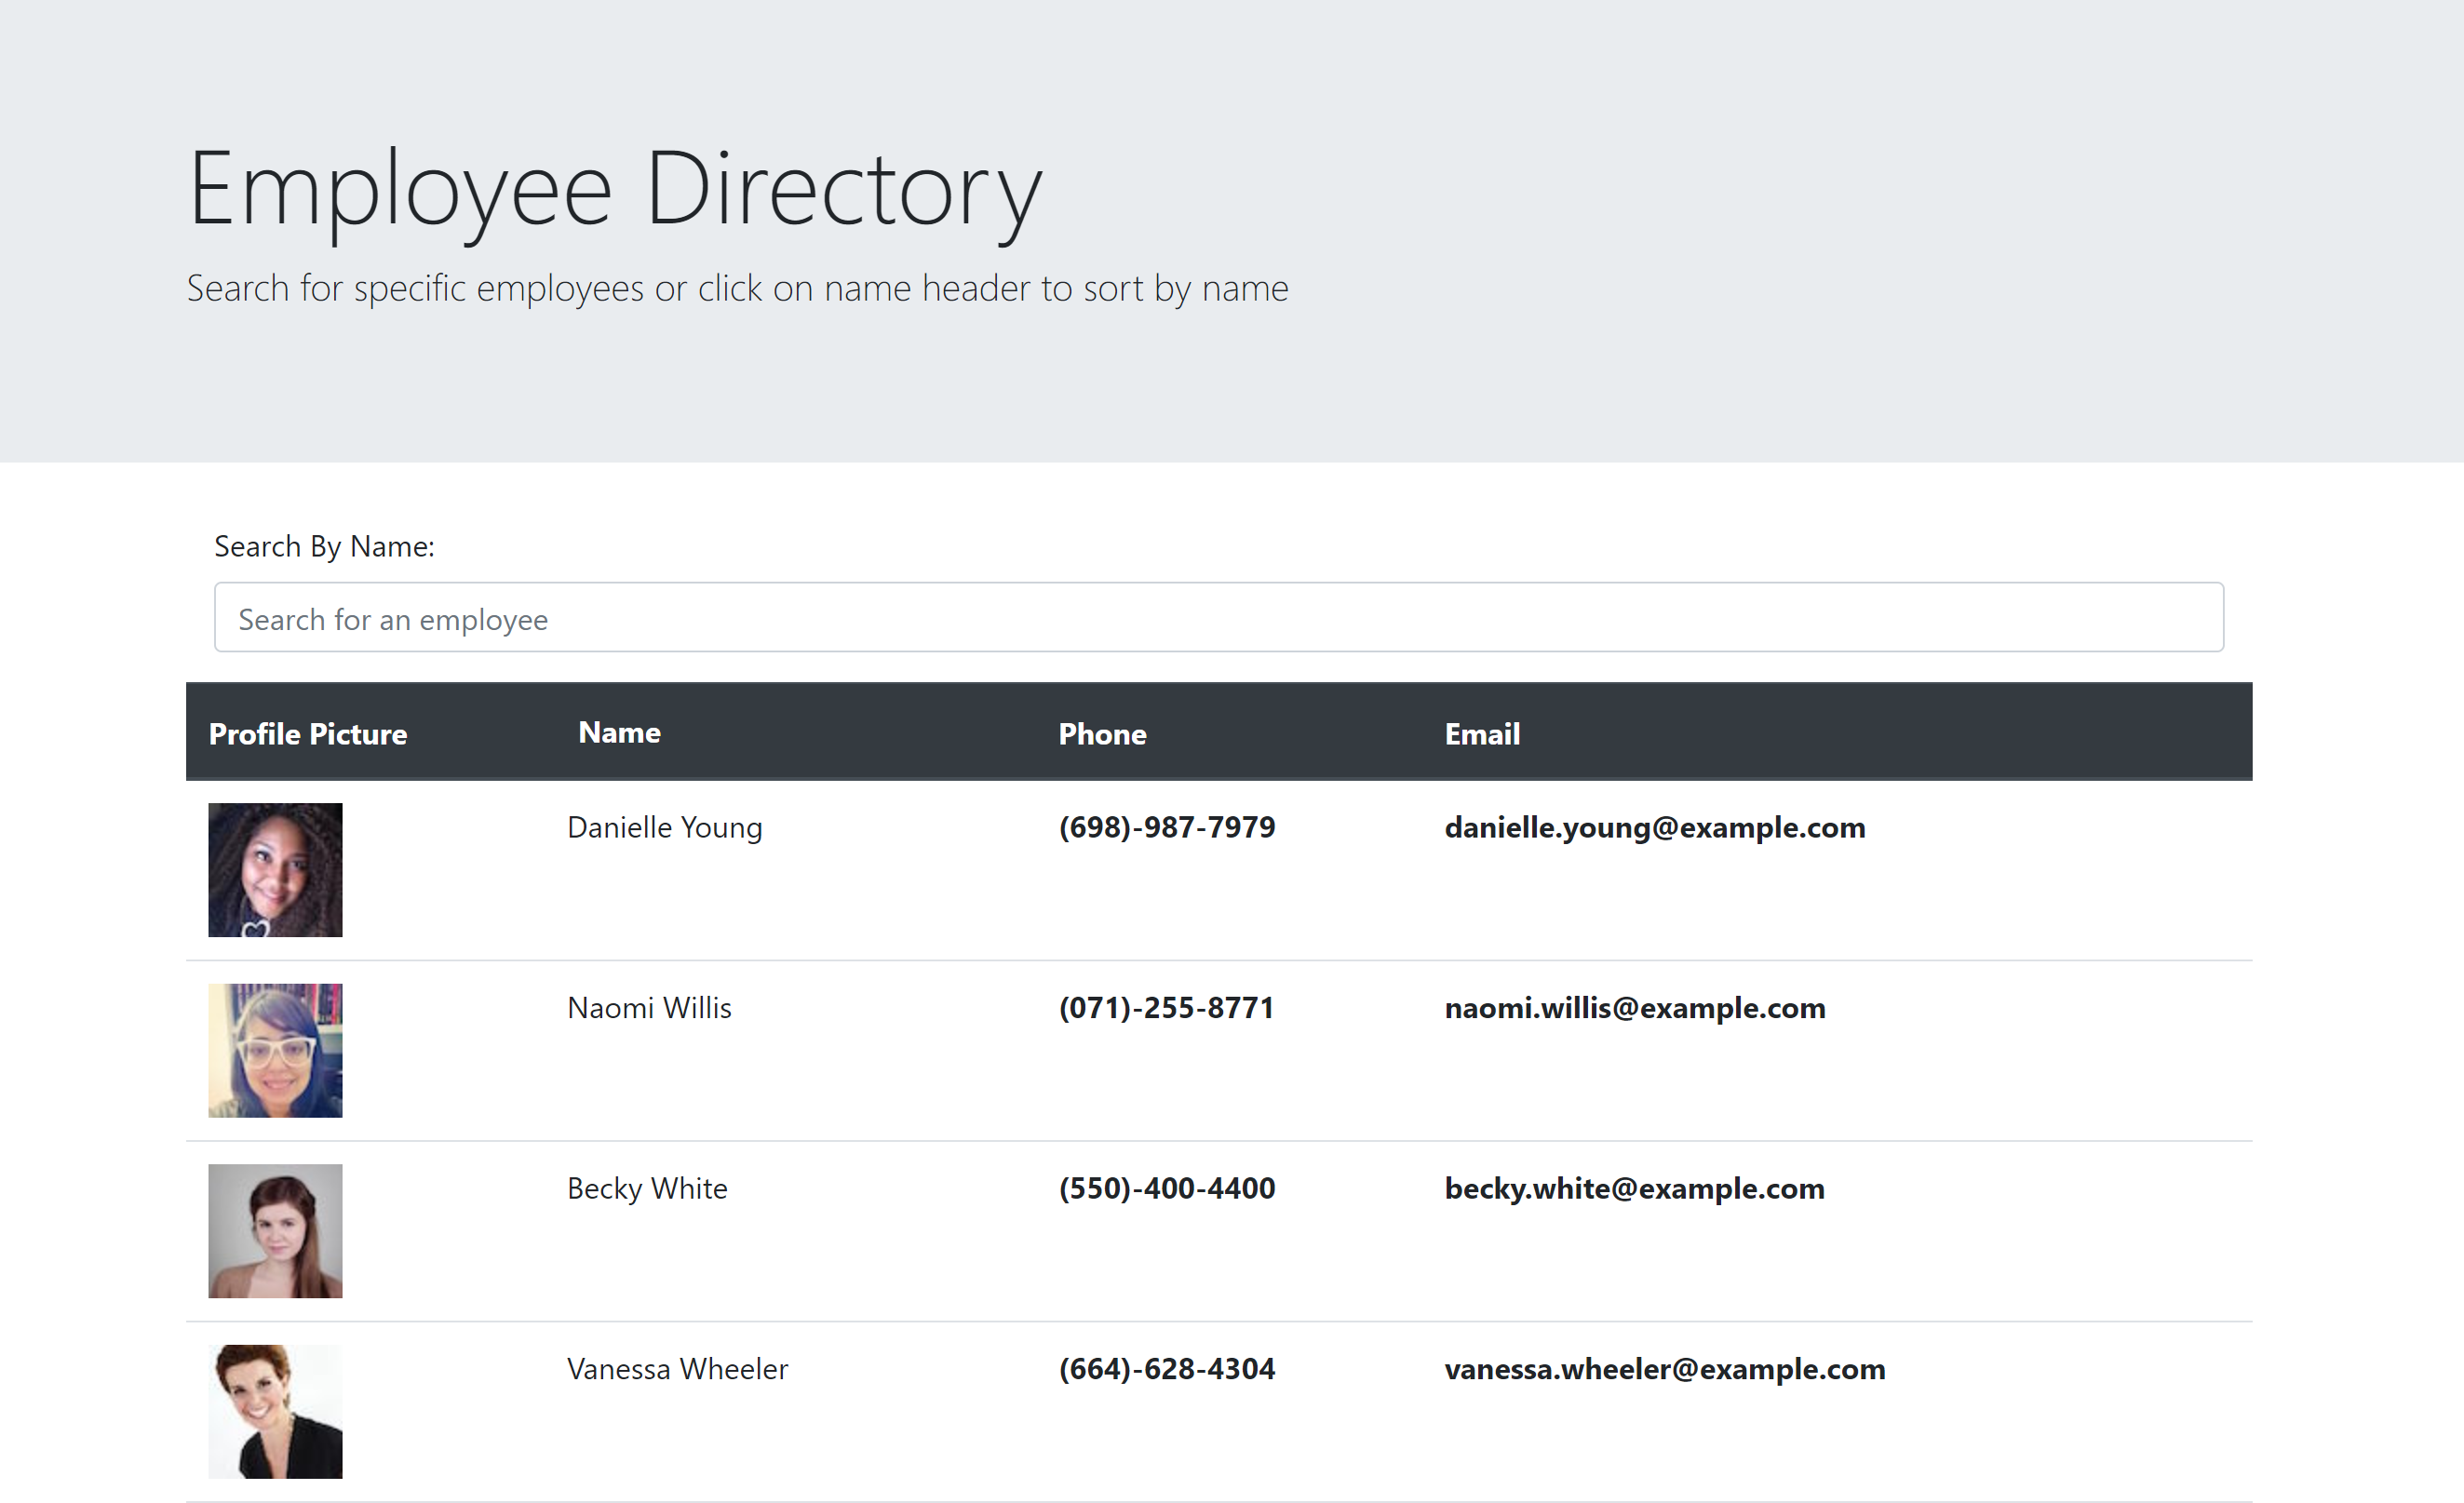 Employee Directory
Search for specific employees or click on name header to sort by name
Search By Name:
Search for an employee
Profile Picture Name Phone Email
Danielle Young (698)-987-7979 danielle.young@example.com
Naomi Willis (071)-255-8771 naomi.willis@example.com
Becky White (550)-400-4400 becky.white@example.com
Vanessa Wheeler (664)-628-4304 vanessa.wheeler@example.com